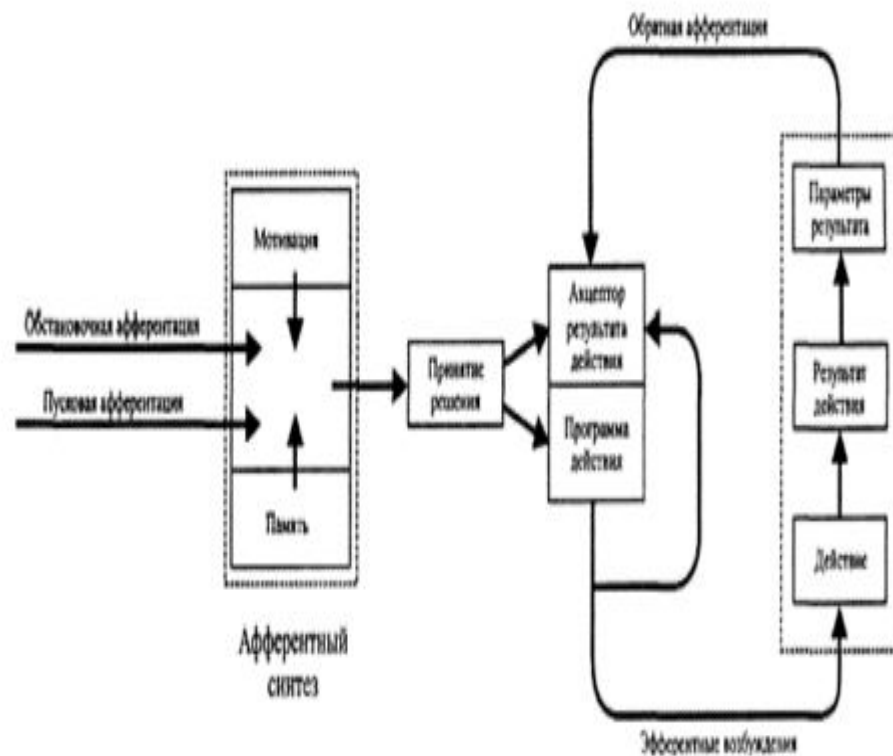 Обратная афферентация
Мотивация
Обстановочная афферентация
Пусковая афферентация
Память
Афферентный
синтез
Принятие
решения
Акцептор
результата
действия
Программа
действия
Параметры
результата
Результат
действия
Действие
Эфферентные возбуждения